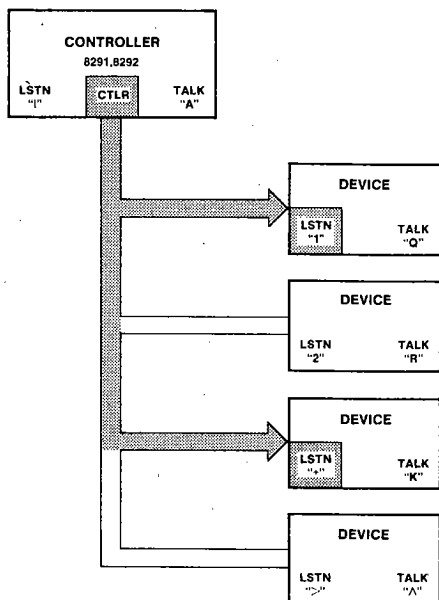 CONTROLLER
8291,8292
LSTN
"!"
CTLR
TALK
"A"
DEVICE
LSTN
"1"
TALK
"Q"
DEVICE
LSTN
"2"
TALK
"R"
DEVICE
LSTN
"+"
TALK
"K"
DEVICE
LSTN
">"
TALK
"^"